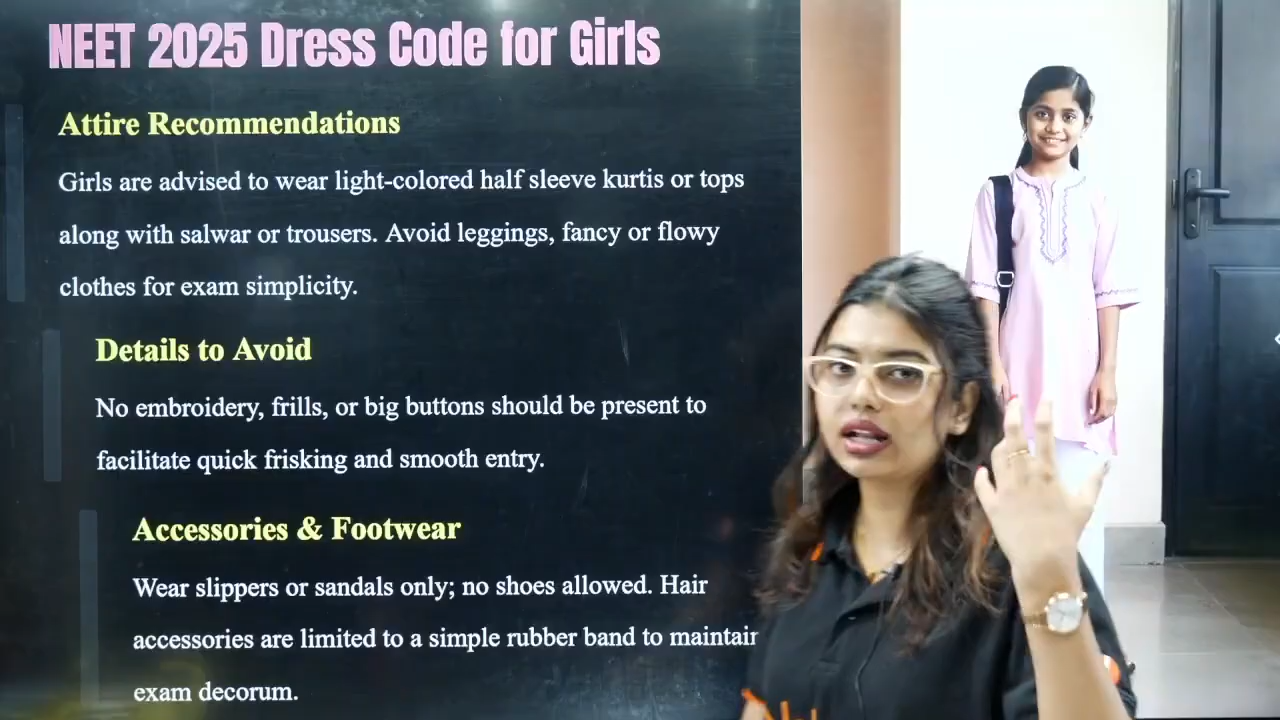 NEET 2025 Dress Code for Girls
Attire Recommendations
Girls are advised to wear light-colored half sleeve kurtis or tops
along with salwar or trousers. Avoid leggings, fancy or flowy
clothes for exam simplicity.
Details to Avoid
No embroidery, frills, or big buttons should be present to
facilitate quick frisking and smooth entry.
Accessories & Footwear
Wear slippers or sandals only; no shoes allowed. Hair
accessories are limited to a simple rubber band to maintain
exam decorum.